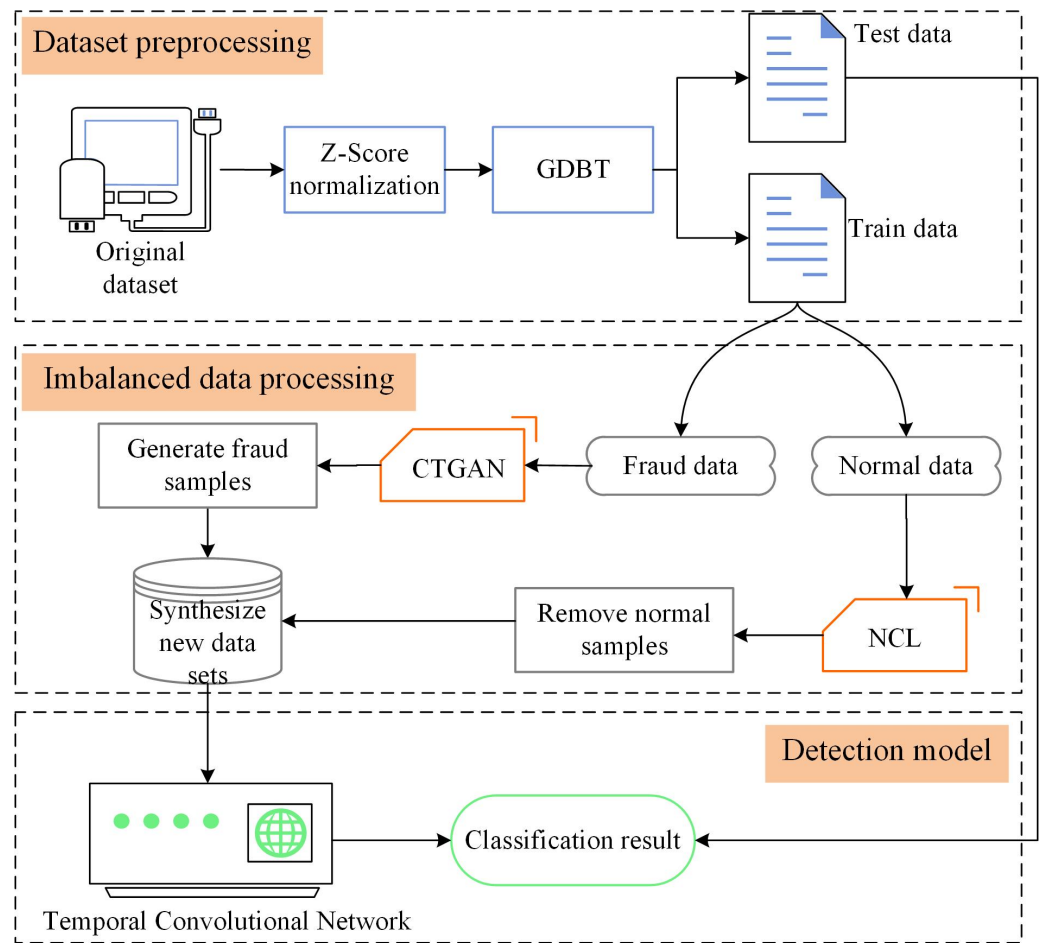 Dataset preprocessing
Test data
Z-Score
normalization
GDBT
Original
dataset
Train data
Imbalanced data processing
Generate fraud
samples
CTGAN
Fraud data
Normal data
Synthesize
new data
sets
Remove normal
samples
NCL
Detection model
Classification result
Temporal Convolutional Network